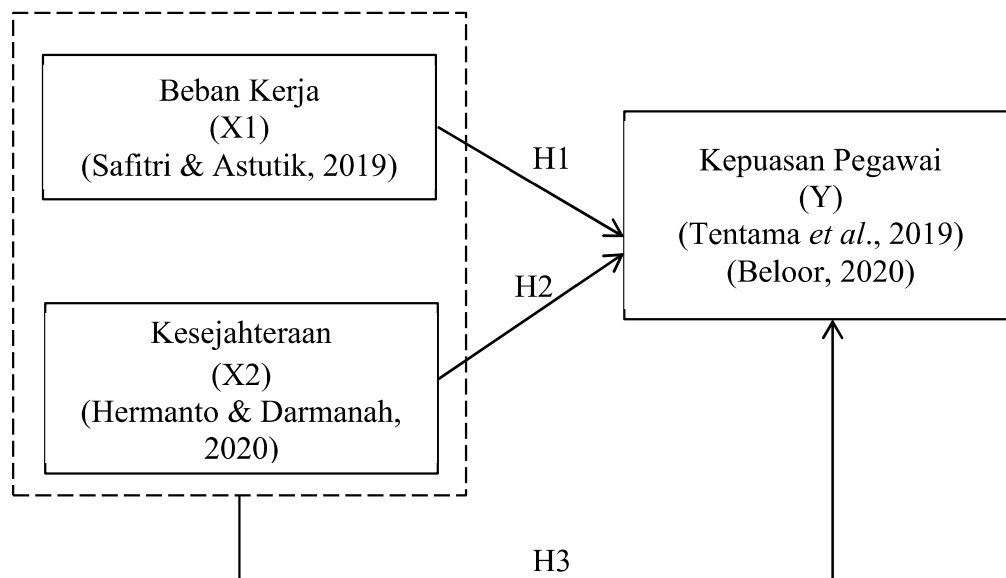 Beban Kerja
(X1)
(Safitri & Astutik, 2019)
H1
Kepuasan Pegawai
(Y)
(Tentama et al., 2019)
(Beloor, 2020)
H2
Kesejahteraan
(X2)
(Hermanto & Darmanah,
2020)
H3